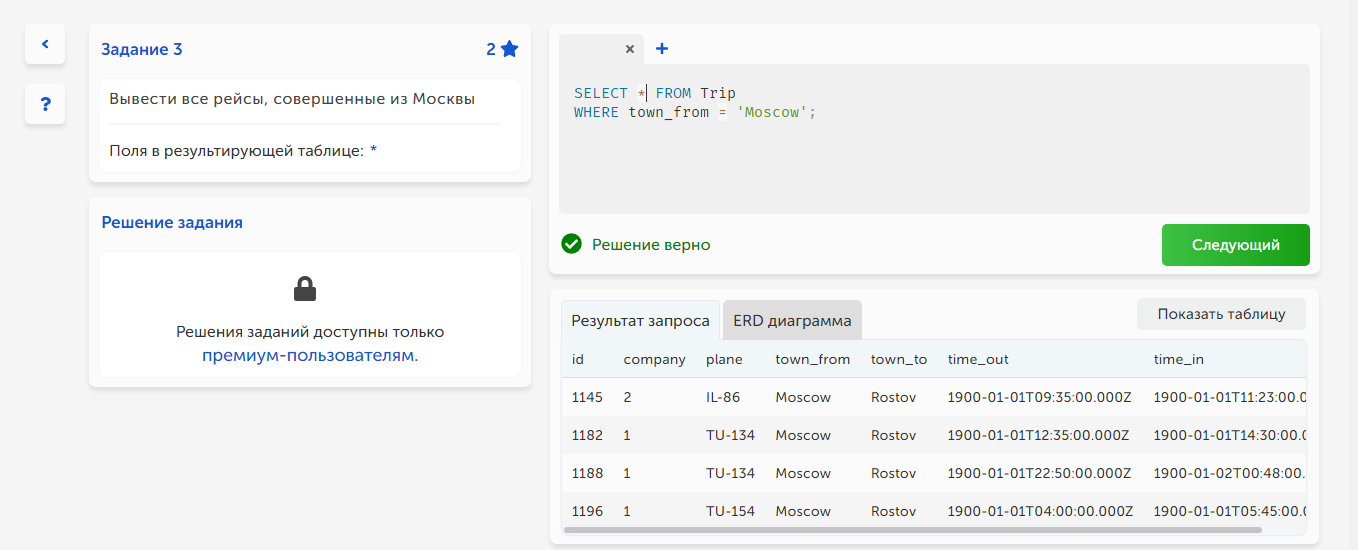 Задание 3
2
Вывести все рейсы, совершенные из Москвы
Поля в результирующей таблице: *
?
Решение задания
Решения заданий доступны только
премиум-пользователям.
SELECT * FROM Trip
WHERE town_from = 'Moscow';
Решение верно
Следующий
Результат запроса
ERD диаграмма
Показать таблицу
id company plane town_from town_to time_out time_in
1145 2 IL-86 Moscow Rostov 1900-01-01T09:35:00.000Z 1900-01-01T11:23:00.0
1182 1 TU-134 Moscow Rostov 1900-01-01T12:35:00.000Z 1900-01-01T14:30:00.0
1188 1 TU-134 Moscow Rostov 1900-01-01T22:50:00.000Z 1900-01-02T00:48:00.
1196 1 TU-154 Moscow Rostov 1900-01-01T04:00:00.000Z 1900-01-01T05:45:00.0